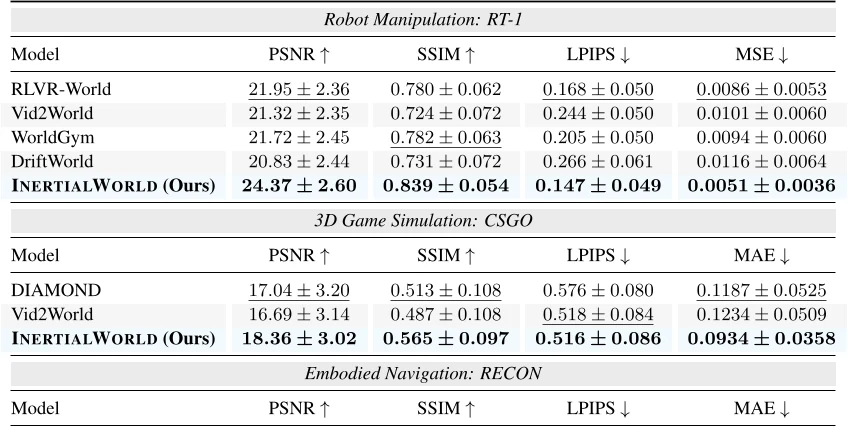 Robot Manipulation: RT-1
Model PSNR ↑ SSIM ↑ LPIPS ↓ MSE ↓
RLVR-World 21.95 ± 2.36 0.780 ± 0.062 0.168 ± 0.050 0.0086 ± 0.0053
Vid2World 21.32 ± 2.35 0.724 ± 0.072 0.244 ± 0.050 0.0101 ± 0.0060
WorldGym 21.72 ± 2.45 0.782 ± 0.063 0.205 ± 0.050 0.0094 ± 0.0060
DriftWorld 20.83 ± 2.44 0.731 ± 0.072 0.266 ± 0.061 0.0116 ± 0.0064
INERTIALWORLD (Ours) 24.37 ± 2.60 0.839 ± 0.054 0.147 ± 0.049 0.0051 ± 0.0036
3D Game Simulation: CSGO
Model PSNR ↑ SSIM ↑ LPIPS ↓ MAE ↓
DIAMOND 17.04 ± 3.20 0.513 ± 0.108 0.576 ± 0.080 0.1187 ± 0.0525
Vid2World 16.69 ± 3.14 0.487 ± 0.108 0.518 ± 0.084 0.1234 ± 0.0509
INERTIALWORLD (Ours) 18.36 ± 3.02 0.565 ± 0.097 0.516 ± 0.086 0.0934 ± 0.0358
Embodied Navigation: RECON
Model PSNR ↑ SSIM ↑ LPIPS ↓ MAE ↓